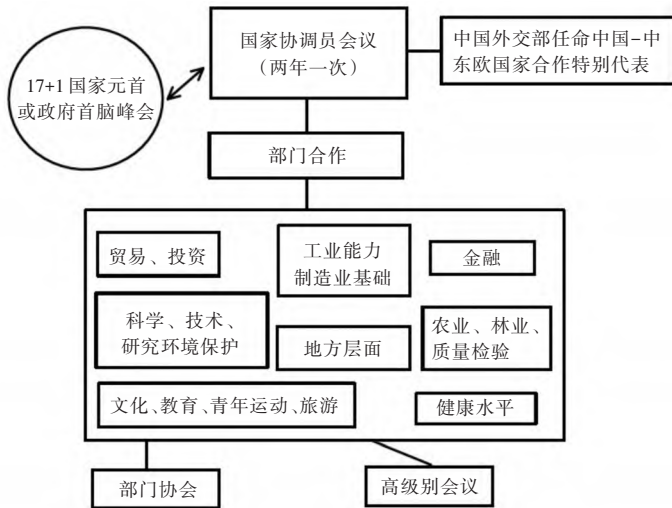 17+1 国家元首
或政府首脑峰会
国家协调员会议
（两年一次）
中国外交部任命中国-中
东欧国家合作特别代表
部门合作
贸易、投资
工业能力
制造业基础
金融
科学、技术、
研究环境保护
地方层面
农业、林业、
质量检验
文化、教育、青年运动、旅游
健康水平
部门协会
高级别会议